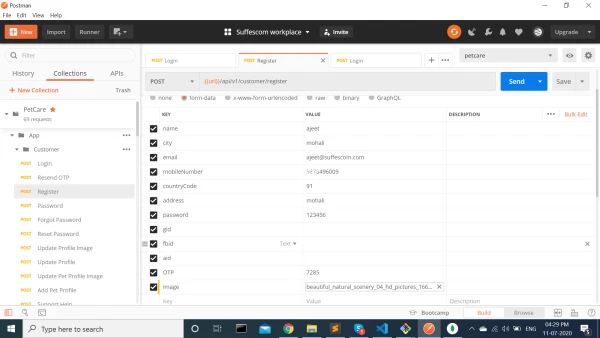 Postman
File Edit View Help
New Import Runner Suffescom workplace Invite Upgrade
Filter
History Collections APIs
New Collection Trash
PetCare
69 requests
App
Customer
POST Login
POST Resend OTP
POST Register
POST Password
POST Forgot Password
POST Reset Password
POST Update Profile Image
POST Update Profile
POST Update Pet Profile Image
POST Add Pet Profile
POST Support Help
POST Login POST Register POST Login petcare
POST {{url}}/api/v1/customer/register Send Save
none form-data x-www-form-urlencoded raw binary GraphQL
KEY VALUE DESCRIPTION Bulk Edit
name ajeet
city mohali
email ajeet@suffescom.com
mobileNumber
countryCode 91
address mohali
password 123456
gid
fbid Text
aid
OTP 7285
image beautiful_natural_scenery_04_hd_pictures_166...
Key Value Description
Bootcamp Build Browse
Type here to search
04:29 PM
11-07-2020